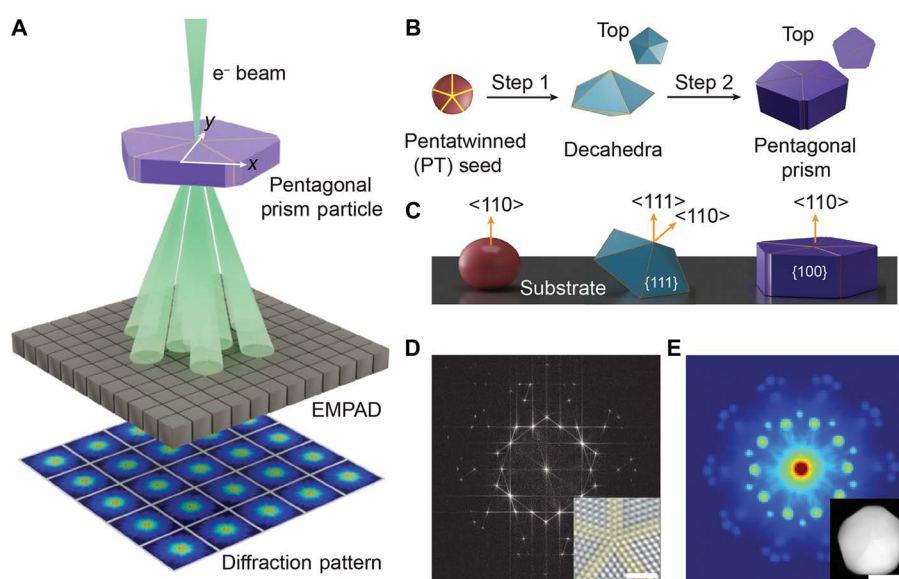 A
e⁻ beam
y
x
Pentagonal
prism particle
EMPAD
Diffraction pattern
B
Top
Top
Step 1
Step 2
Pentatwinned
(PT) seed
Decahedra
Pentagonal
prism
C
<110>
<111>
<110>
<110>
Substrate
{111}
{100}
D
E